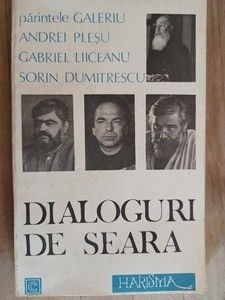 părintele GALERIU
ANDREI PLEȘU
GABRIEL LIICEANU
SORIN DUMITRESCU
DIALOGURI
DE SEARA
HARISMA